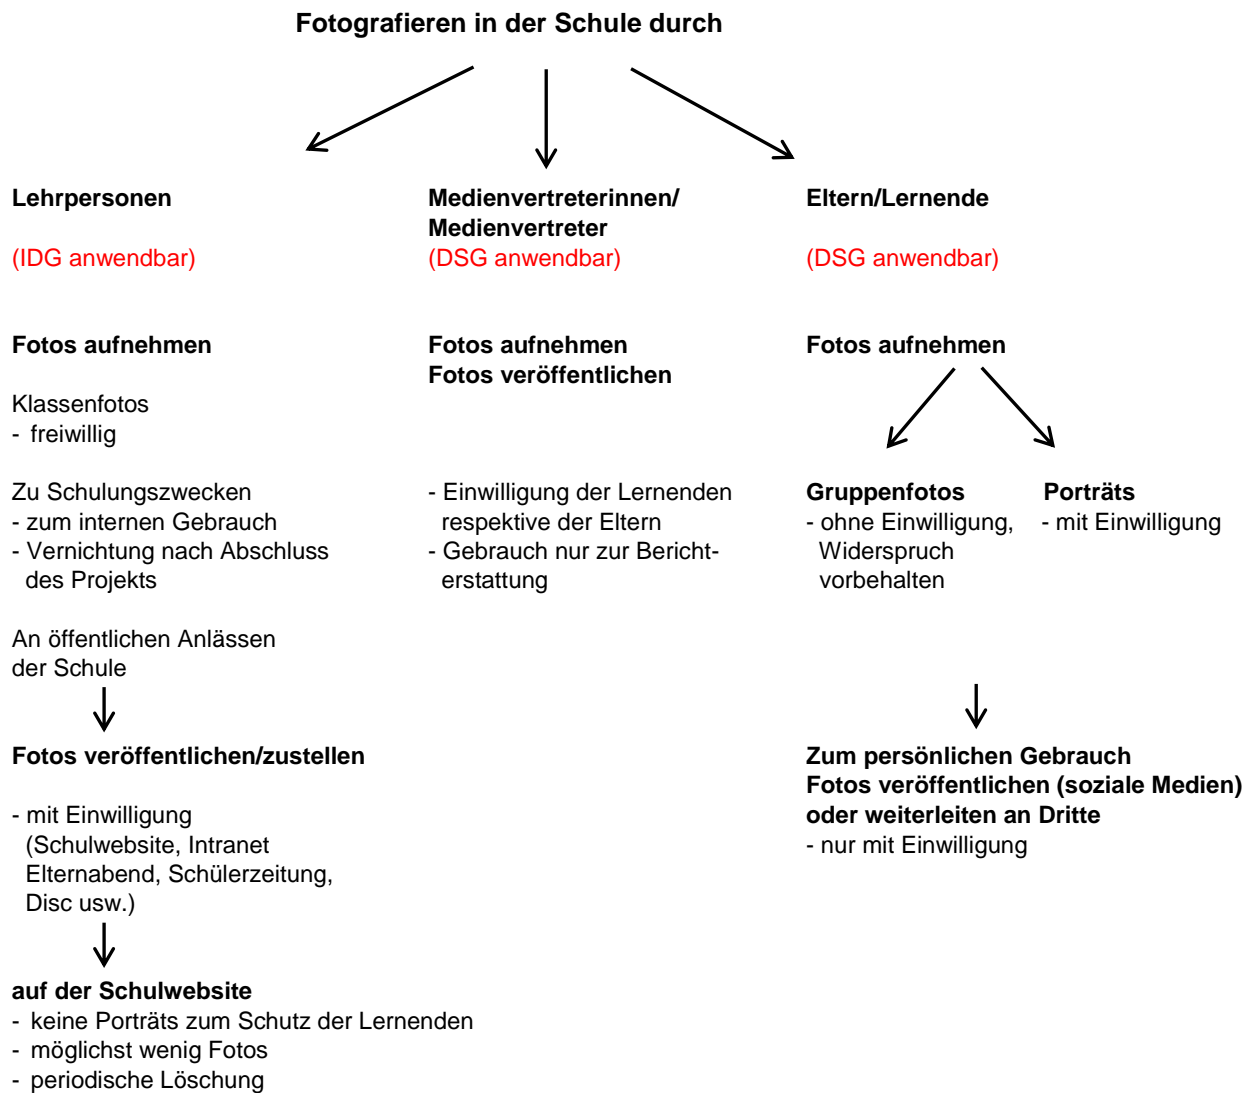 Fotografieren in der Schule durch
Lehrpersonen
(IDG anwendbar)
Fotos aufnehmen
Klassenfotos
- freiwillig
Zu Schulungszwecken
- zum internen Gebrauch
- Vernichtung nach Abschluss
des Projekts
An öffentlichen Anlässen
der Schule
Fotos veröffentlichen/zustellen
- mit Einwilligung
(Schulwebsite, Intranet
Elternabend, Schülerzeitung,
Disc usw.)
auf der Schulwebsite
- keine Porträts zum Schutz der Lernenden
- möglichst wenig Fotos
- periodische Löschung
Medienvertreterinnen/
Medienvertreter
(DSG anwendbar)
Fotos aufnehmen
Fotos veröffentlichen
- Einwilligung der Lernenden
respektive der Eltern
- Gebrauch nur zur Bericht-
erstattung
Eltern/Lernende
(DSG anwendbar)
Fotos aufnehmen
Gruppenfotos
- ohne Einwilligung,
Widerspruch
vorbehalten
Porträts
- mit Einwilligung
Zum persönlichen Gebrauch
Fotos veröffentlichen (soziale Medien)
oder weiterleiten an Dritte
- nur mit Einwilligung